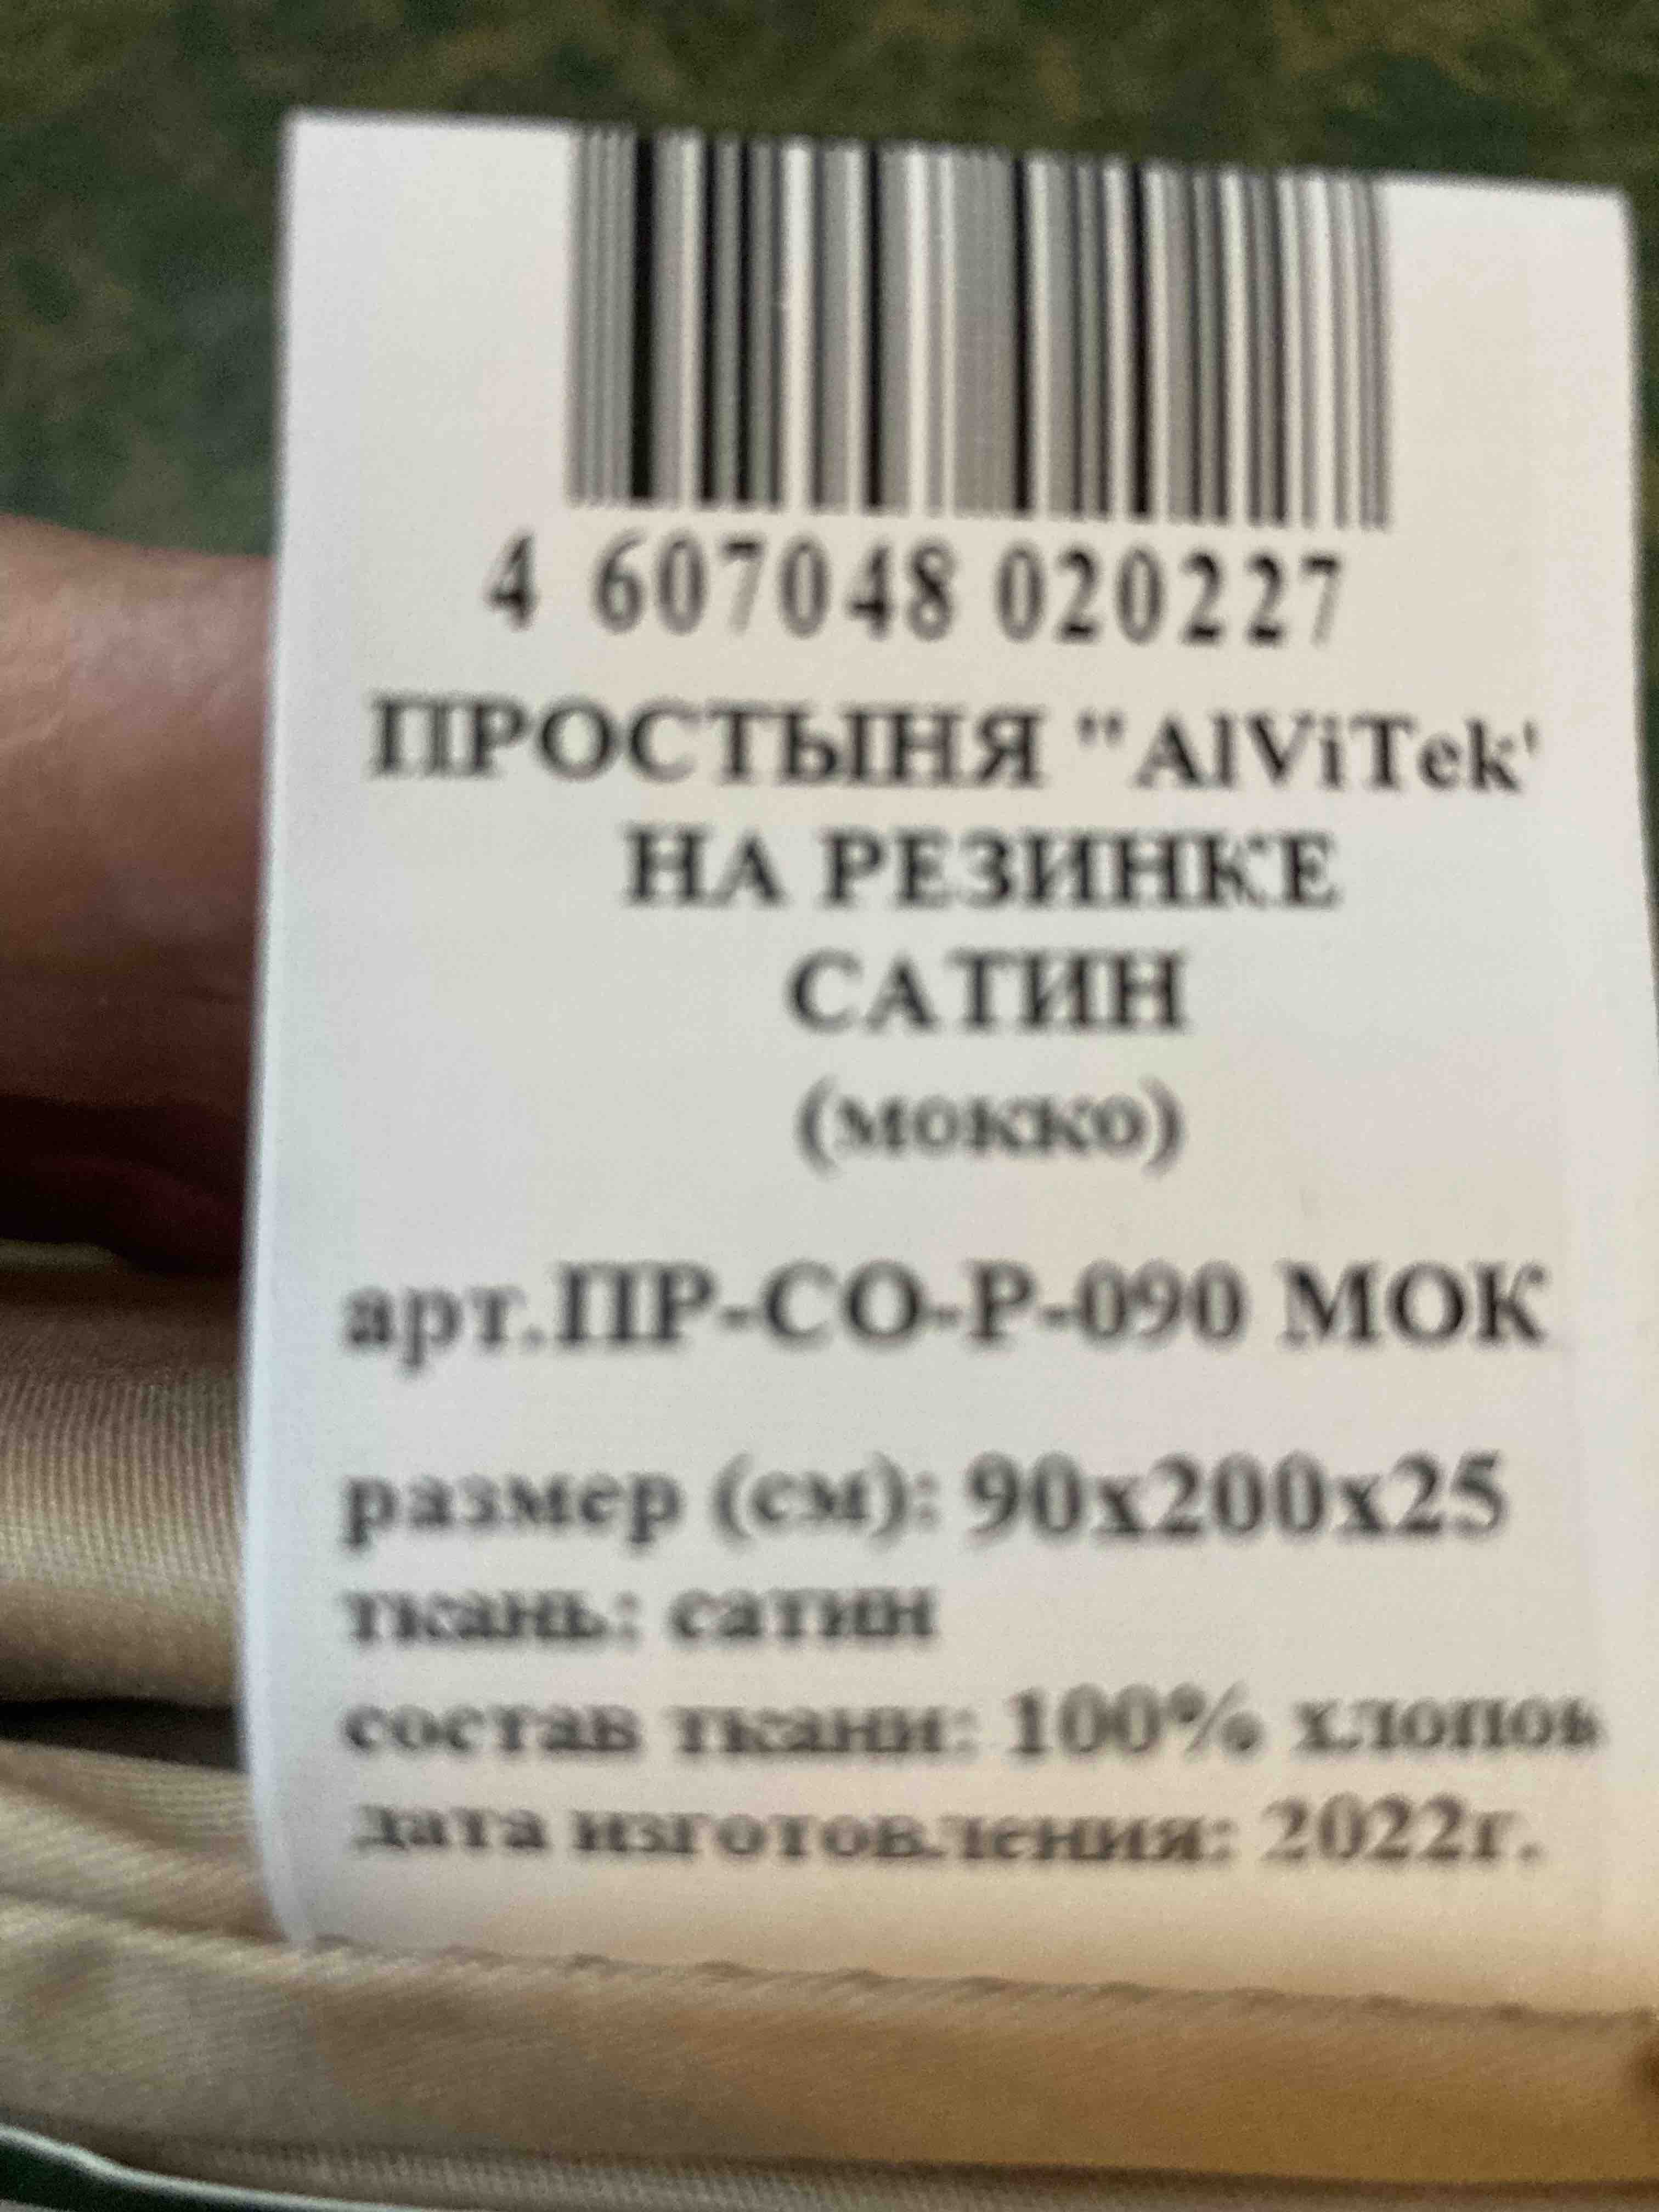 4 607048 020227
ПРОСТЫНЯ "AlViTek'
НА РЕЗИНКЕ
САТИН
(мокко)
арт.ПР-СО-Р-090 МОК
размер (см): 90х200х25
ткань: сатин
состав ткани: 100% хлопок
дата изготовления: 2022г.